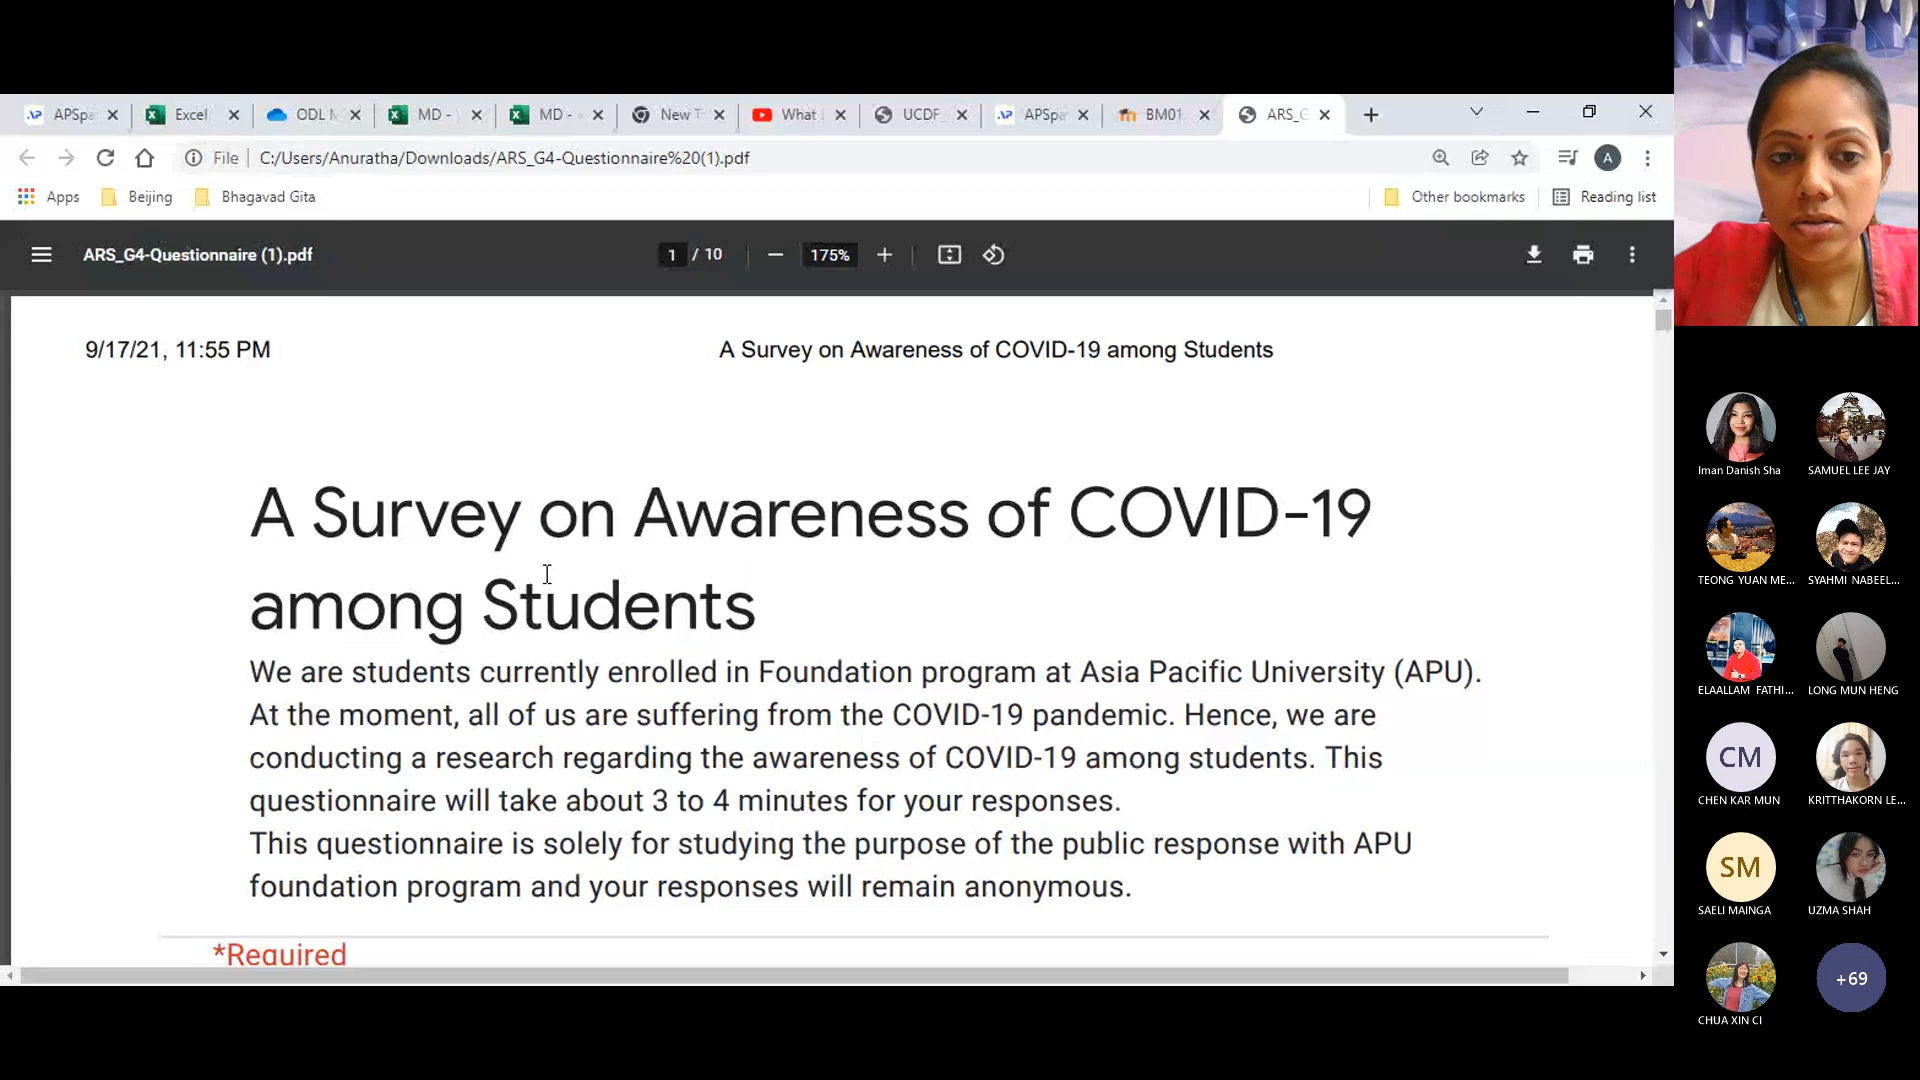 APSpa
Excel
ODL M
MD -
MD -
New T
What
UCDF_
APSpa
BM01
ARS_G
File
C:/Users/Anuratha/Downloads/ARS_G4-Questionnaire%20(1).pdf
A
Apps
Beijing
Bhagavad Gita
Other bookmarks
Reading list
ARS_G4-Questionnaire (1).pdf
1 / 10
175%
9/17/21, 11:55 PM
A Survey on Awareness of COVID-19 among Students
A Survey on Awareness of COVID-19
among Students
We are students currently enrolled in Foundation program at Asia Pacific University (APU).
At the moment, all of us are suffering from the COVID-19 pandemic. Hence, we are
conducting a research regarding the awareness of COVID-19 among students. This
questionnaire will take about 3 to 4 minutes for your responses.
This questionnaire is solely for studying the purpose of the public response with APU
foundation program and your responses will remain anonymous.
*Required
Iman Danish Sha
SAMUEL LEE JAY
TEONG YUAN ME...
SYAHMI NABEEL...
ELAALLAM FATHI...
LONG MUN HENG
CM
CHEN KAR MUN
KRITTHAKORN LE...
SM
SAELI MAINGA
UZMA SHAH
CHUA XIN CI
+69